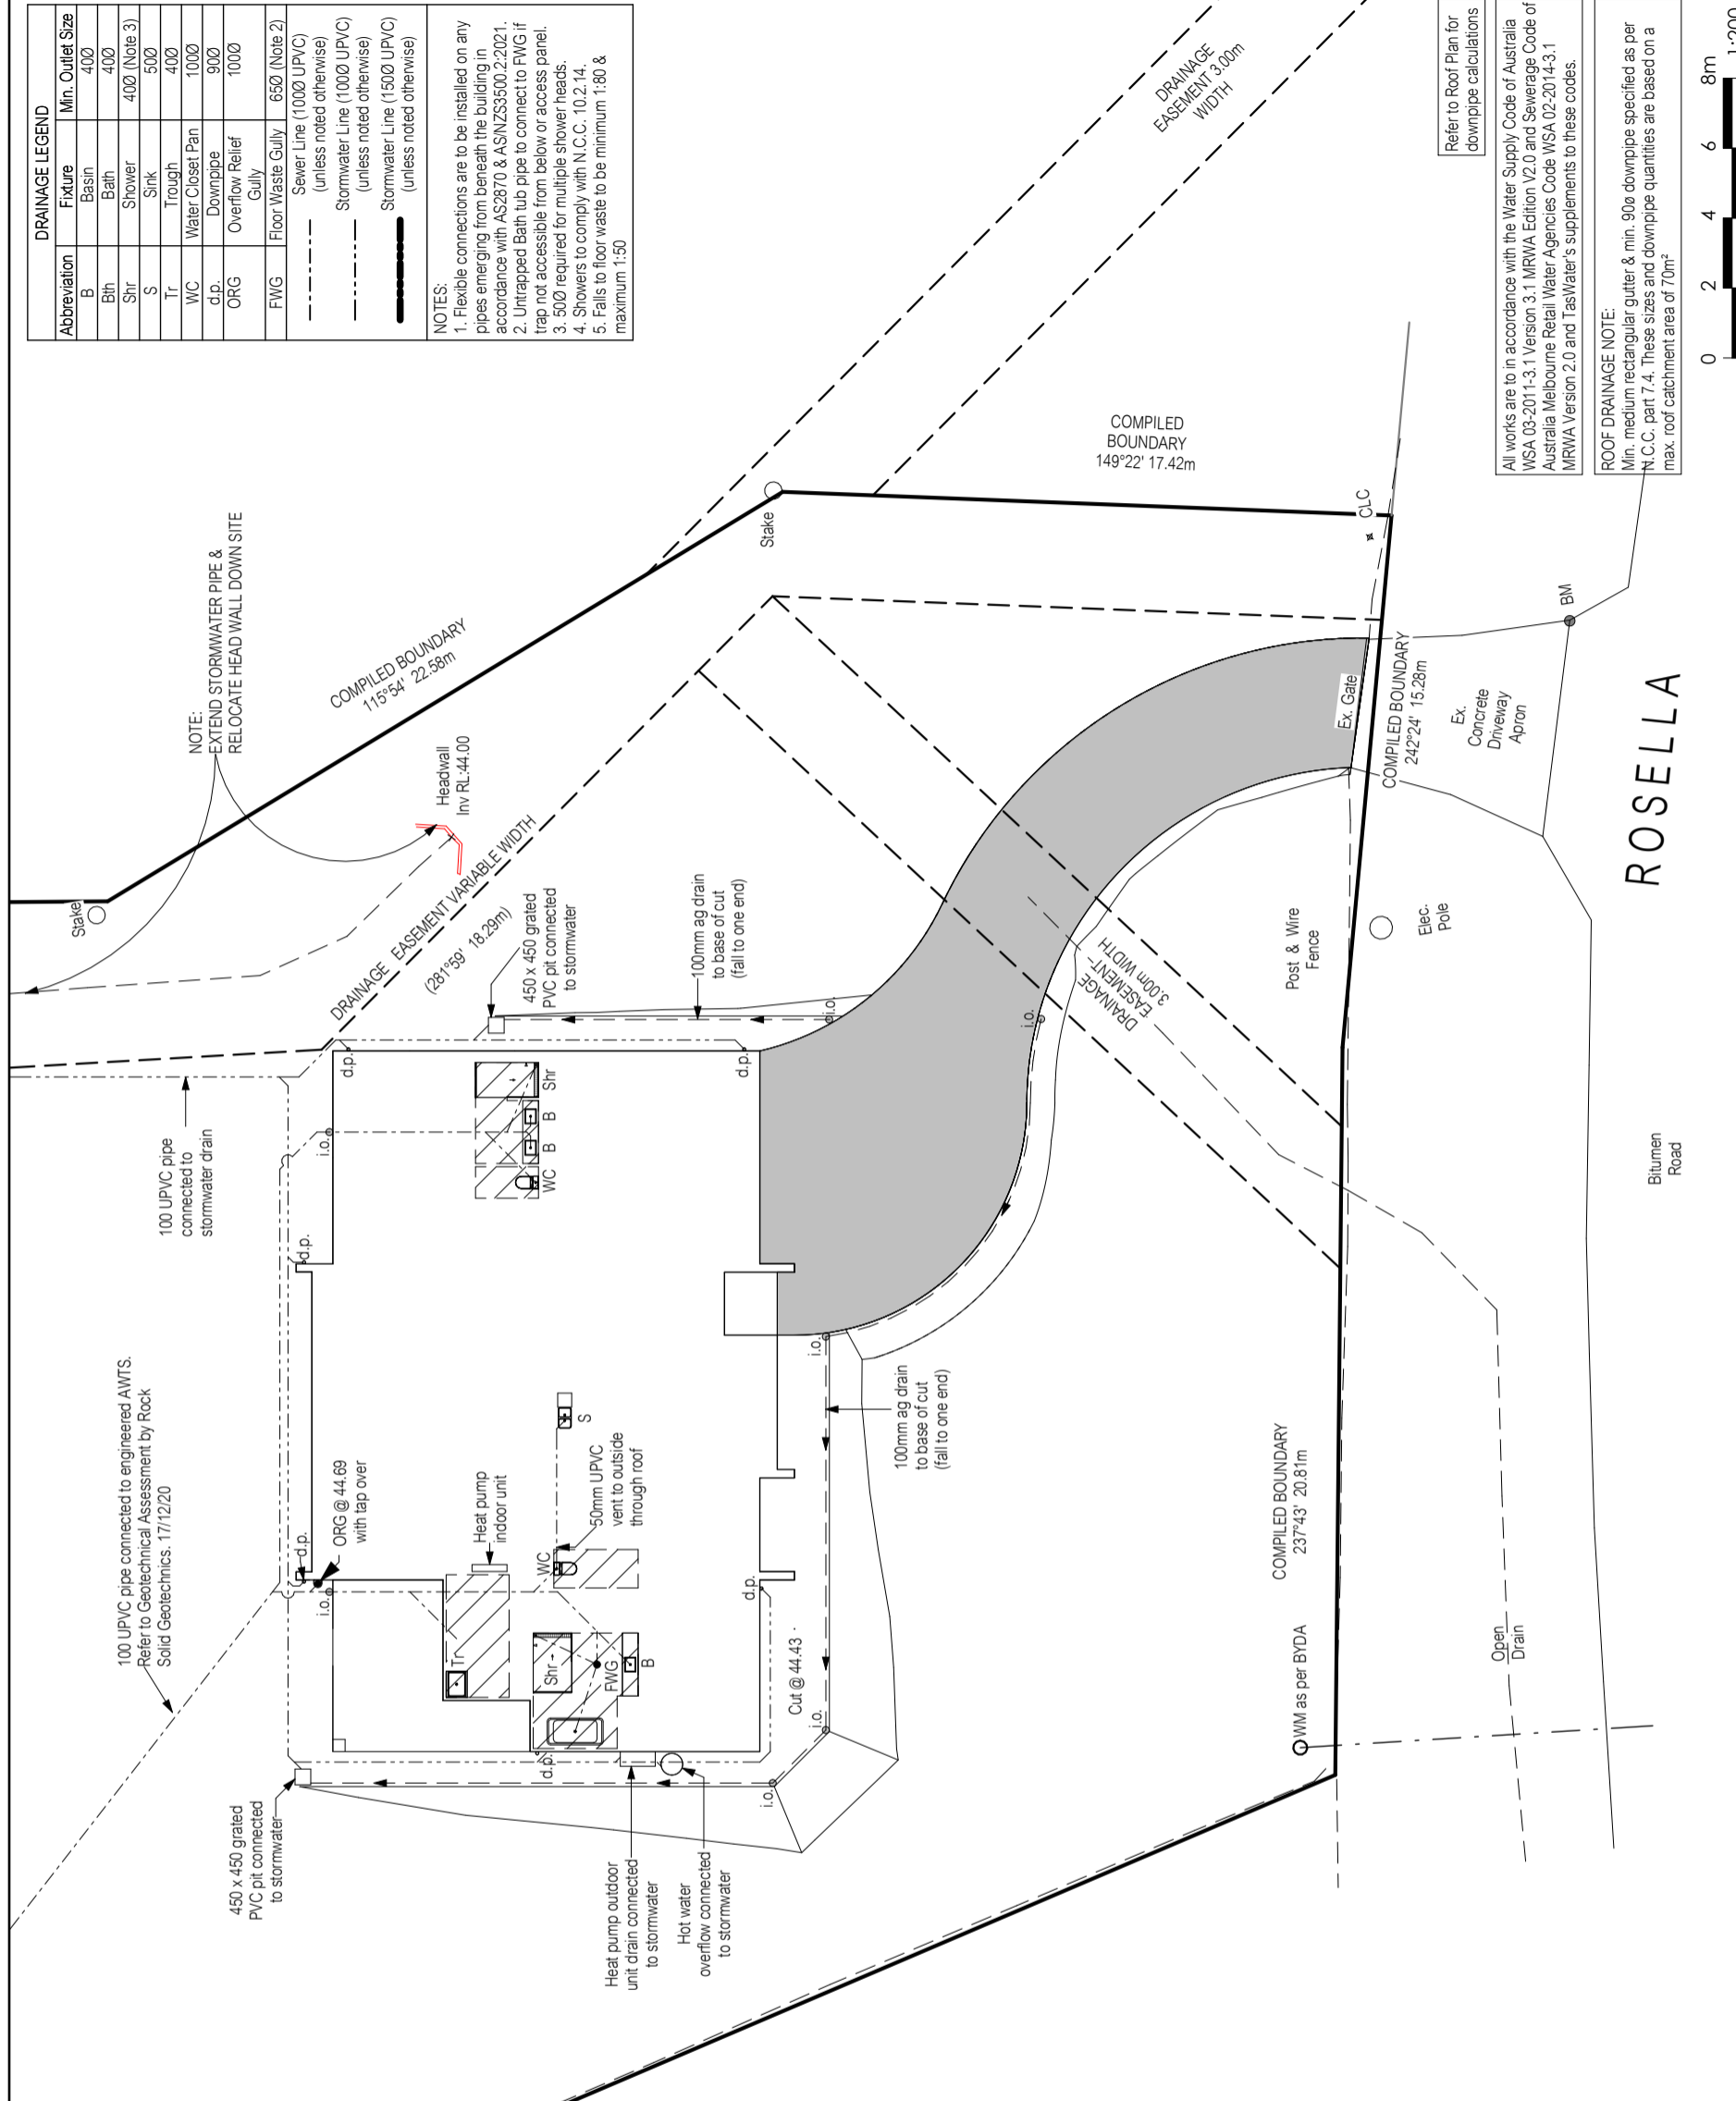 DRAINAGE LEGEND
Abbreviation Fixture Min. Outlet Size
B Basin 40Ø
Bth Bath 40Ø
Shr Shower 40Ø (Note 3)
S Sink 50Ø
Tr Trough 40Ø
WC Water Closet Pan 100Ø
d.p. Downpipe 90Ø
ORG Overflow Relief 100Ø
Gully
FWG Floor Waste Gully 65Ø (Note 2)
Sewer Line (100Ø UPVC)
(unless noted otherwise)
Stormwater Line (100Ø UPVC)
(unless noted otherwise)
Stormwater Line (150Ø UPVC)
(unless noted otherwise)
NOTES:
1. Flexible connections are to be installed on any
pipes emerging from beneath the building in
accordance with AS2870 & AS/NZS3500.2:2021.
2. Untrapped Bath tub pipe to connect to FWG if
trap not accessible from below or access panel.
3. 50Ø required for multiple shower heads.
4. Showers to comply with N.C.C. 10.2.14.
5. Falls to floor waste to be minimum 1:80 &
maximum 1:50
NOTE:
EXTEND STORMWATER PIPE &
RELOCATE HEAD WALL DOWN SITE
Stake
COMPILED BOUNDARY
115°54' 22.58m
Headwall
Inv RL:44.00
Stake
DRAINAGE
EASEMENT 3.00m
WIDTH
COMPILED
BOUNDARY
149°22' 17.42m
DRAINAGE EASEMENT VARIABLE WIDTH
(281°59' 18.29m)
100 UPVC pipe
connected to
stormwater drain
450 x 450 grated
PVC pit connected
to stormwater
100mm ag drain
to base of cut
(fall to one end)
100 UPVC pipe connected to engineered AWTS.
Refer to Geotechnical Assessment by Rock
Solid Geotechnics. 17/12/20
ORG @ 44.69
with tap over
Heat pump
indoor unit
50mm UPVC
vent to outside
through roof
450 x 450 grated
PVC pit connected
to stormwater
Heat pump outdoor
unit drain connected
to stormwater
Hot water
overflow connected
to stormwater
d.p.
d.p.
d.p.
d.p.
d.p.
d.p.
i.o.
i.o.
i.o.
i.o.
i.o.
i.o.
i.o.
WC
B
B
Shr
Tr
Shr
FWG
B
WC
S
Cut @ 44.43
100mm ag drain
to base of cut
(fall to one end)
DRAINAGE
EASEMENT
3.00m WIDTH
Post & Wire
Fence
Elec.
Pole
Ex. Gate
CLC
COMPILED BOUNDARY
242°24' 15.28m
Ex.
Concrete
Driveway
Apron
BM
COMPILED BOUNDARY
237°43' 20.81m
WM as per BYDA
Open
Drain
Bitumen
Road
ROSELLA
Refer to Roof Plan for
downpipe calculations
All works are to in accordance with the Water Supply Code of Australia
WSA 03-2011-3.1 Version 3.1 MRWA Edition V2.0 and Sewerage Code of
Australia Melbourne Retail Water Agencies Code WSA 02-2014-3.1
MRWA Version 2.0 and TasWater's supplements to these codes.
ROOF DRAINAGE NOTE:
Min. medium rectangular gutter & min. 90ø downpipe specified as per
N.C.C. part 7.4. These sizes and downpipe quantities are based on a
max. roof catchment area of 70m²
0 2 4 6 8m
1:200